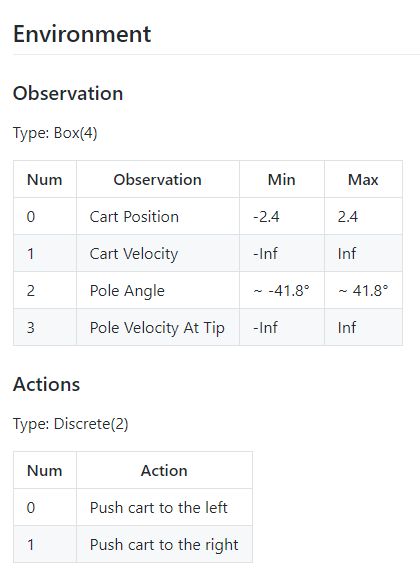 Environment
Observation
Type: Box(4)
Num Observation Min Max
0 Cart Position -2.4 2.4
1 Cart Velocity -Inf Inf
2 Pole Angle ~ -41.8° ~ 41.8°
3 Pole Velocity At Tip -Inf Inf
Actions
Type: Discrete(2)
Num Action
0 Push cart to the left
1 Push cart to the right